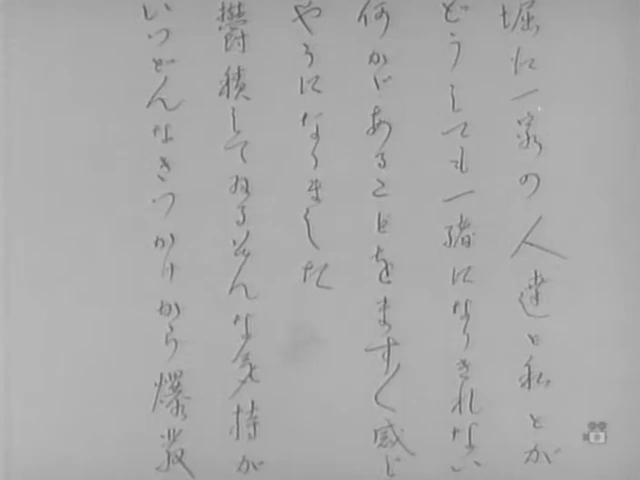 堀に一家の人達と私とが
どうしても一緒になりきれない
何かゞあることをますく感じ
やうになりました
鬱積してゐるそんな気持が
いつどんなきつかけから爆發